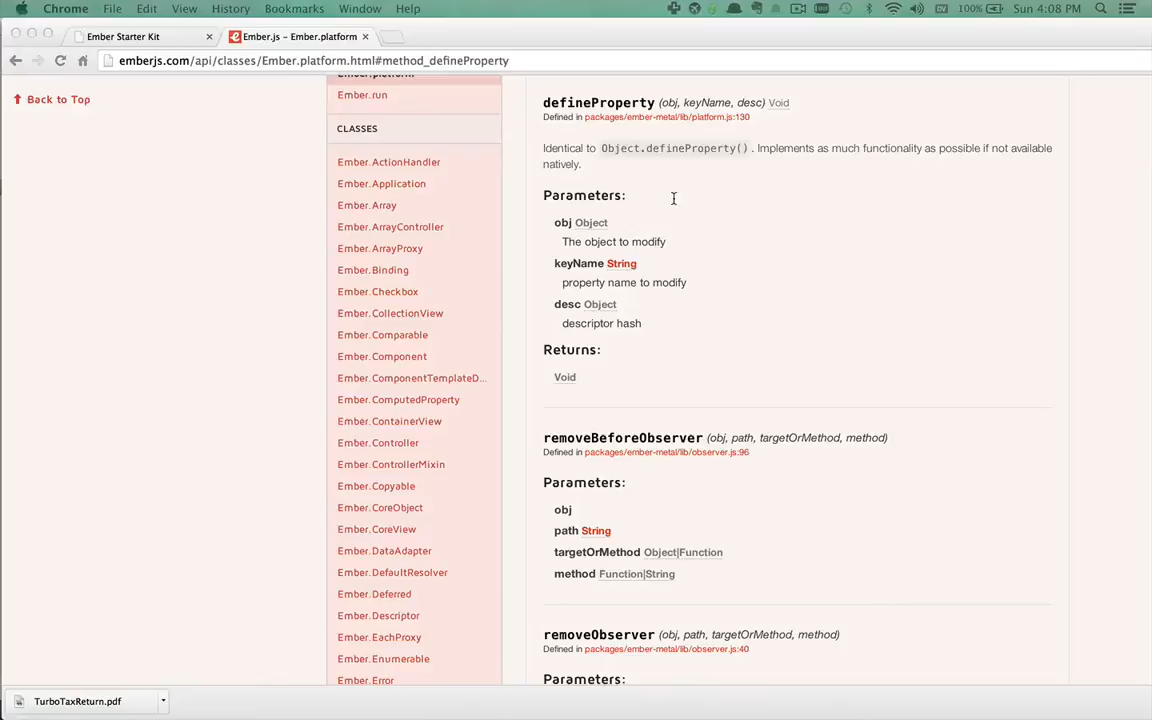 Chrome File Edit View History Bookmarks Window Help 100% Sun 4:08 PM
Ember Starter Kit
Ember.js - Ember.platform
emberjs.com/api/classes/Ember.platform.html#method_defineProperty
Back to Top
Ember.platform
Ember.run
CLASSES
Ember.ActionHandler
Ember.Application
Ember.Array
Ember.ArrayController
Ember.ArrayProxy
Ember.Binding
Ember.Checkbox
Ember.CollectionView
Ember.Comparable
Ember.Component
Ember.ComponentTemplateD...
Ember.ComputedProperty
Ember.ContainerView
Ember.Controller
Ember.ControllerMixin
Ember.Copyable
Ember.CoreObject
Ember.CoreView
Ember.DataAdapter
Ember.DefaultResolver
Ember.Deferred
Ember.Descriptor
Ember.EachProxy
Ember.Enumerable
Ember.Error
defineProperty (obj, keyName, desc) Void
Defined in packages/ember-metal/lib/platform.js:130
Identical to Object.defineProperty() . Implements as much functionality as possible if not available
natively.
Parameters:
obj Object
The object to modify
keyName String
property name to modify
desc Object
descriptor hash
Returns:
Void
removeBeforeObserver (obj, path, targetOrMethod, method)
Defined in packages/ember-metal/lib/observer.js:96
Parameters:
obj
path String
targetOrMethod Object|Function
method Function|String
removeObserver (obj, path, targetOrMethod, method)
Defined in packages/ember-metal/lib/observer.js:40
Parameters:
TurboTaxReturn.pdf